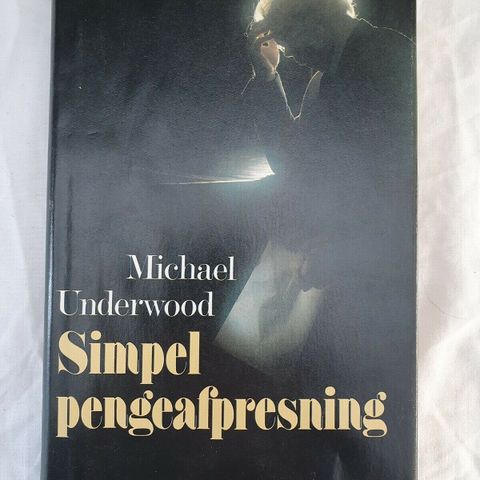 Michael
Underwood
Simpel
pengeafpresning